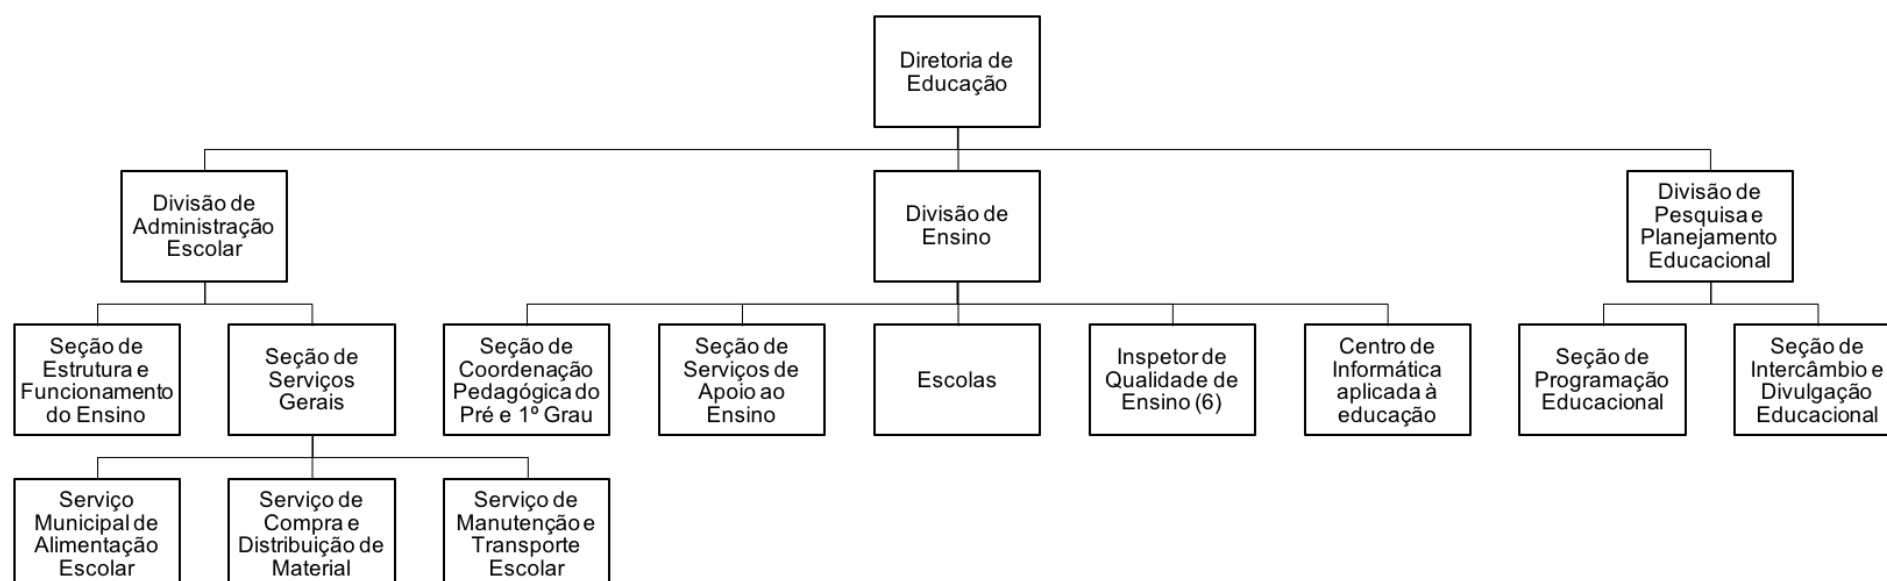 Diretoria de
Educação
Divisão de
Administração
Escolar
Divisão de
Ensino
Divisão de
Pesquisa e
Planejamento
Educacional
Seção de
Estrutura e
Funcionamento
do Ensino
Seção de
Serviços
Gerais
Seção de
Coordenação
Pedagógica do
Pré e 1º Grau
Seção de
Serviços de
Apoio ao
Ensino
Escolas
Inspetor de
Qualidade de
Ensino (6)
Centro de
Informática
aplicada à
educação
Seção de
Programação
Educacional
Seção de
Intercâmbio e
Divulgação
Educacional
Serviço
Municipal de
Alimentação
Escolar
Serviço de
Compra e
Distribuição de
Material
Serviço de
Manutenção e
Transporte
Escolar